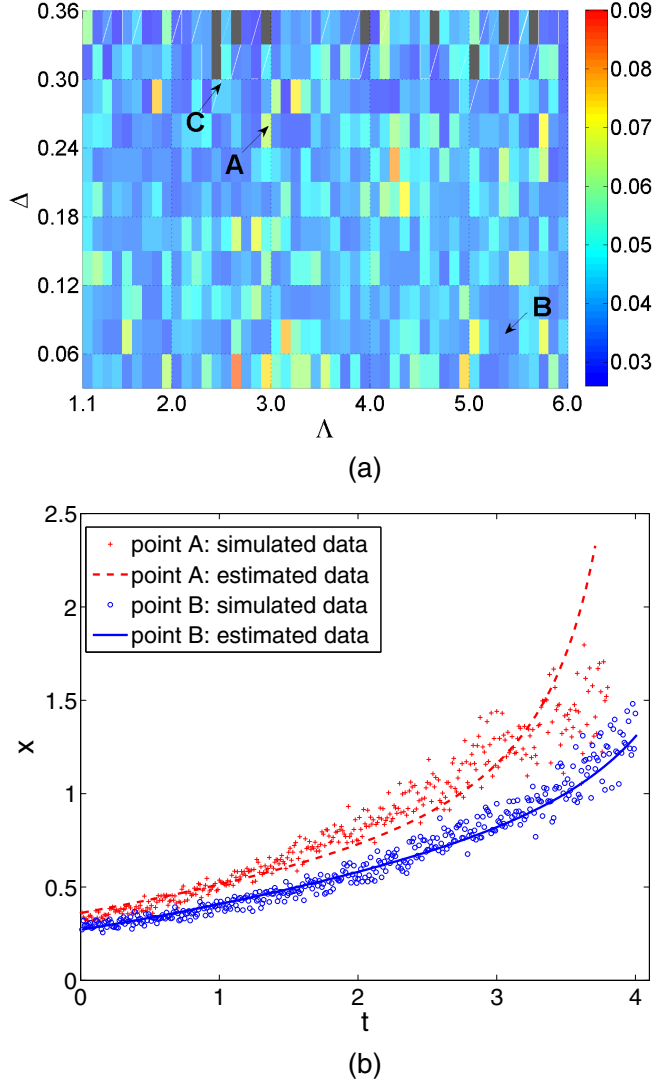 0.36
0.30
0.24
0.18
0.12
0.06
Δ
C
A
B
1.1 2.0 3.0 4.0 5.0 6.0
Λ
0.09
0.08
0.07
0.06
0.05
0.04
0.03
(a)
2.5
2
1.5
1
0.5
0
x
point A: simulated data
point A: estimated data
point B: simulated data
point B: estimated data
0 1 2 3 4
t
(b)